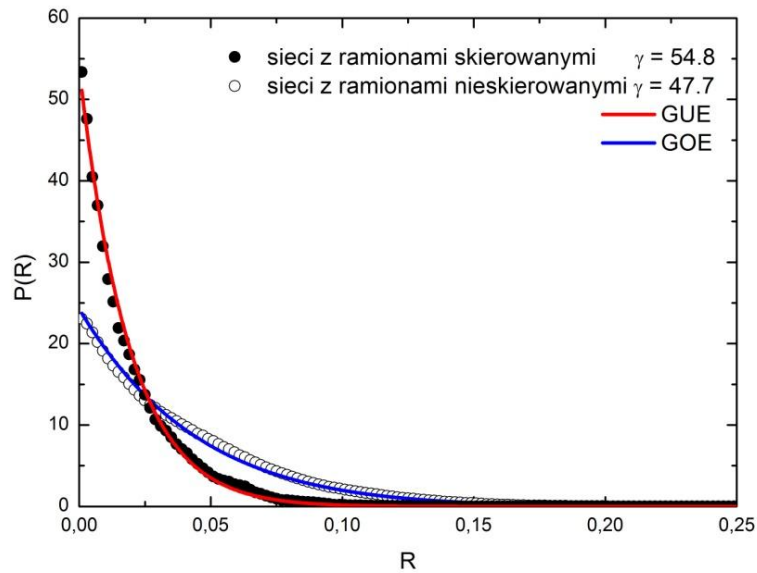 60
50
40
30
20
10
0
P(R)
sieci z ramionami skierowanymi γ = 54.8
sieci z ramionami nieskierowanymi γ = 47.7
GUE
GOE
0,00 0,05 0,10 0,15 0,20 0,25
R